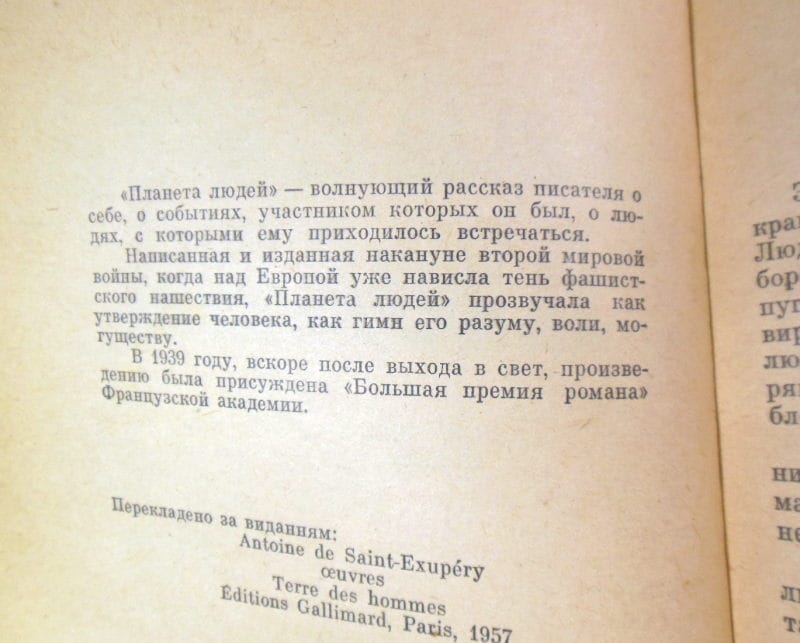 «Планета людей» — волнующий рассказ писателя о
себе, о событиях, участником которых он был, о лю-
дях, с которыми ему приходилось встречаться.
Написанная и изданная накануне второй мировой
войны, когда над Европой уже нависла тень фашист-
ского нашествия, «Планета людей» прозвучала как
утверждение человека, как гимн его разуму, воли, мо-
гуществу.
В 1939 году, вскоре после выхода в свет, произве-
дению была присуждена «Большая премия романа»
Французской академии.
Перекладено за виданням:
Antoine de Saint-Exupéry
œuvres
Terre des hommes
Éditions Gallimard, Paris, 1957